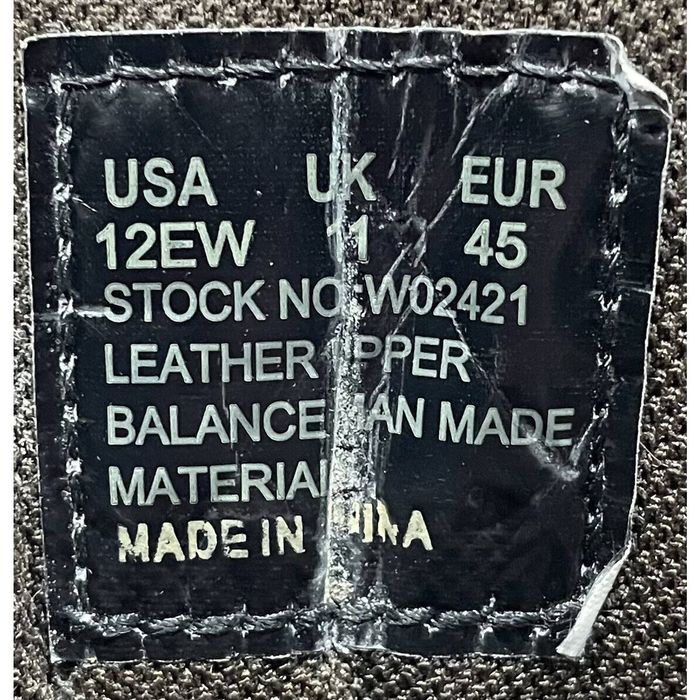 USA UK EUR
12EW 11 45
STOCK NO:W02421
LEATHER UPPER
BALANCE MAN MADE
MATERIAL
MADE IN CHINA